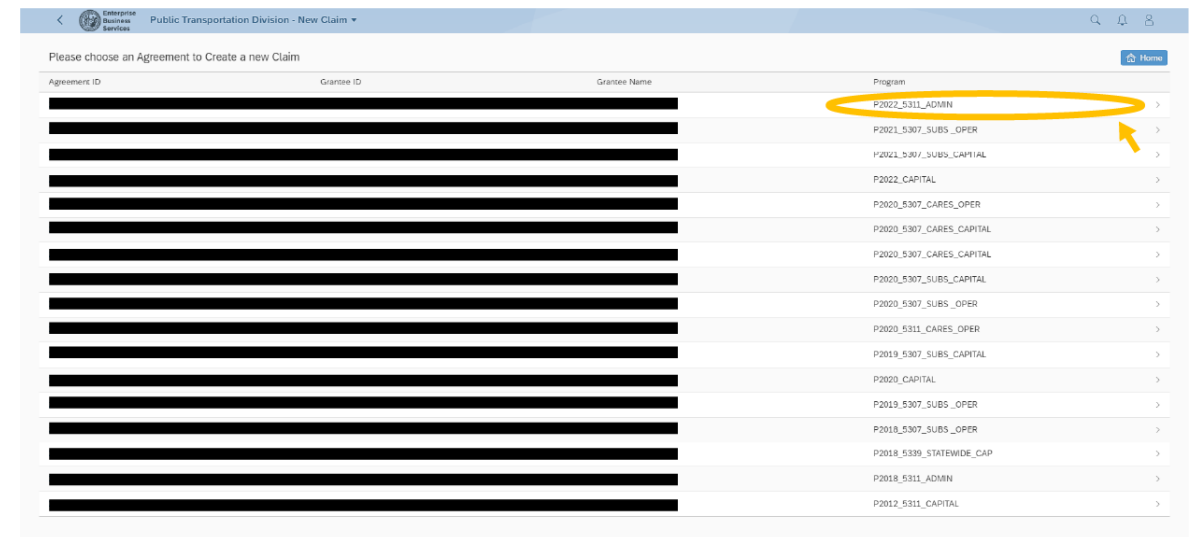 Enterprise
Business
Services
Public Transportation Division - New Claim
Please choose an Agreement to Create a new Claim
Home
Agreement ID Grantee ID Grantee Name Program
P2022_5311_ADMIN
P2021_5307_SUBS _OPER
P2021_5307_SUBS_CAPITAL
P2022_CAPITAL
P2020_5307_CARES_OPER
P2020_5307_CARES_CAPITAL
P2020_5307_CARES_CAPITAL
P2020_5307_SUBS_CAPITAL
P2020_5307_SUBS _OPER
P2020_5311_CARES_OPER
P2019_5307_SUBS_CAPITAL
P2020_CAPITAL
P2019_5307_SUBS _OPER
P2018_5307_SUBS _OPER
P2018_5339_STATEWIDE_CAP
P2018_5311_ADMIN
P2012_5311_CAPITAL